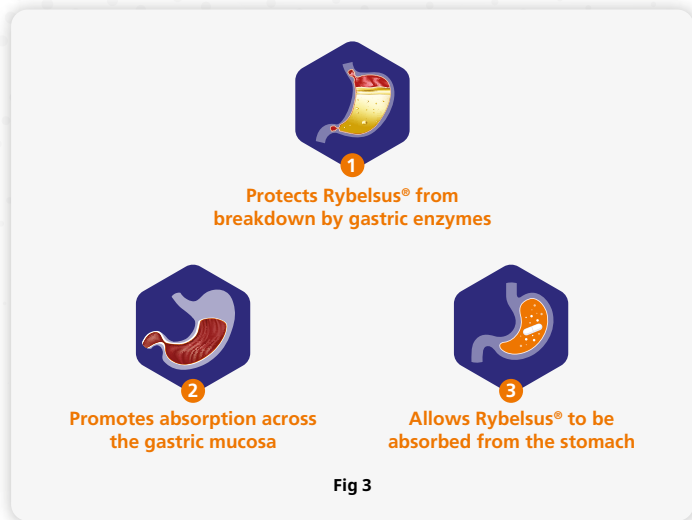 1
Protects Rybelsus® from
breakdown by gastric enzymes
2
Promotes absorption across
the gastric mucosa
3
Allows Rybelsus® to be
absorbed from the stomach
Fig 3